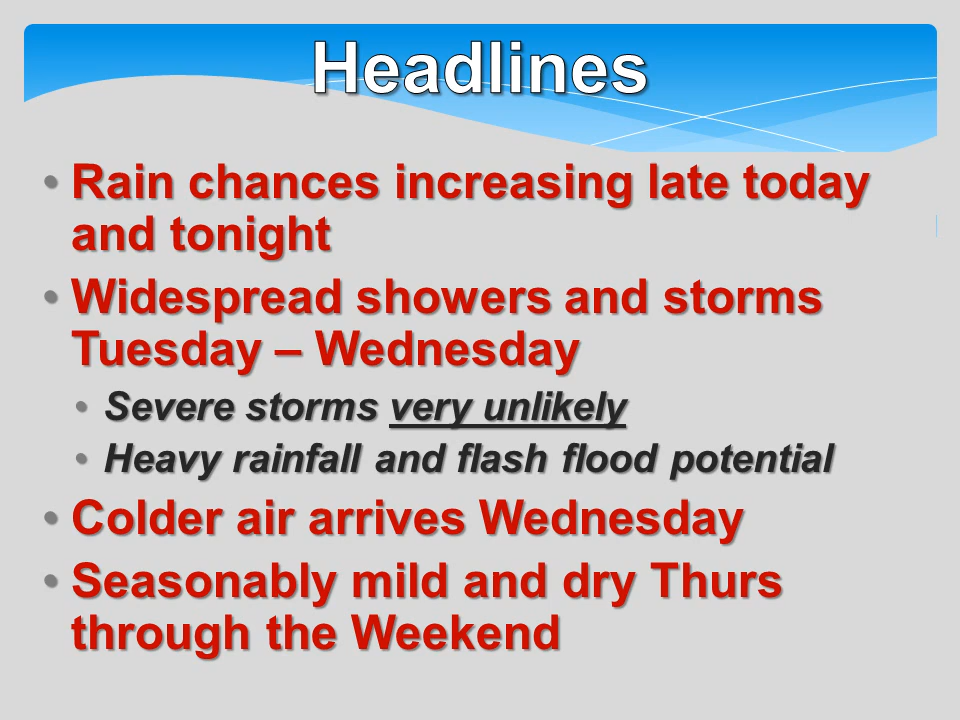 Headlines
• Rain chances increasing late today
and tonight
• Widespread showers and storms
Tuesday – Wednesday
• Severe storms very unlikely
• Heavy rainfall and flash flood potential
• Colder air arrives Wednesday
• Seasonably mild and dry Thurs
through the Weekend